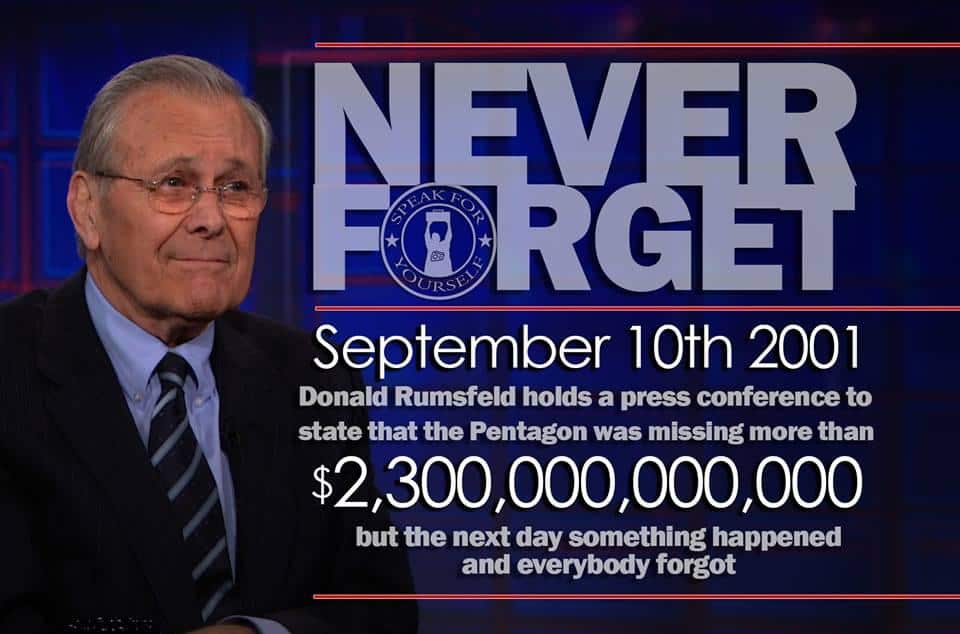 NEVER
FORGET
SPEAK FOR
YOURSELF
September 10th 2001
Donald Rumsfeld holds a press conference to
state that the Pentagon was missing more than
$2,300,000,000,000
but the next day something happened
and everybody forgot